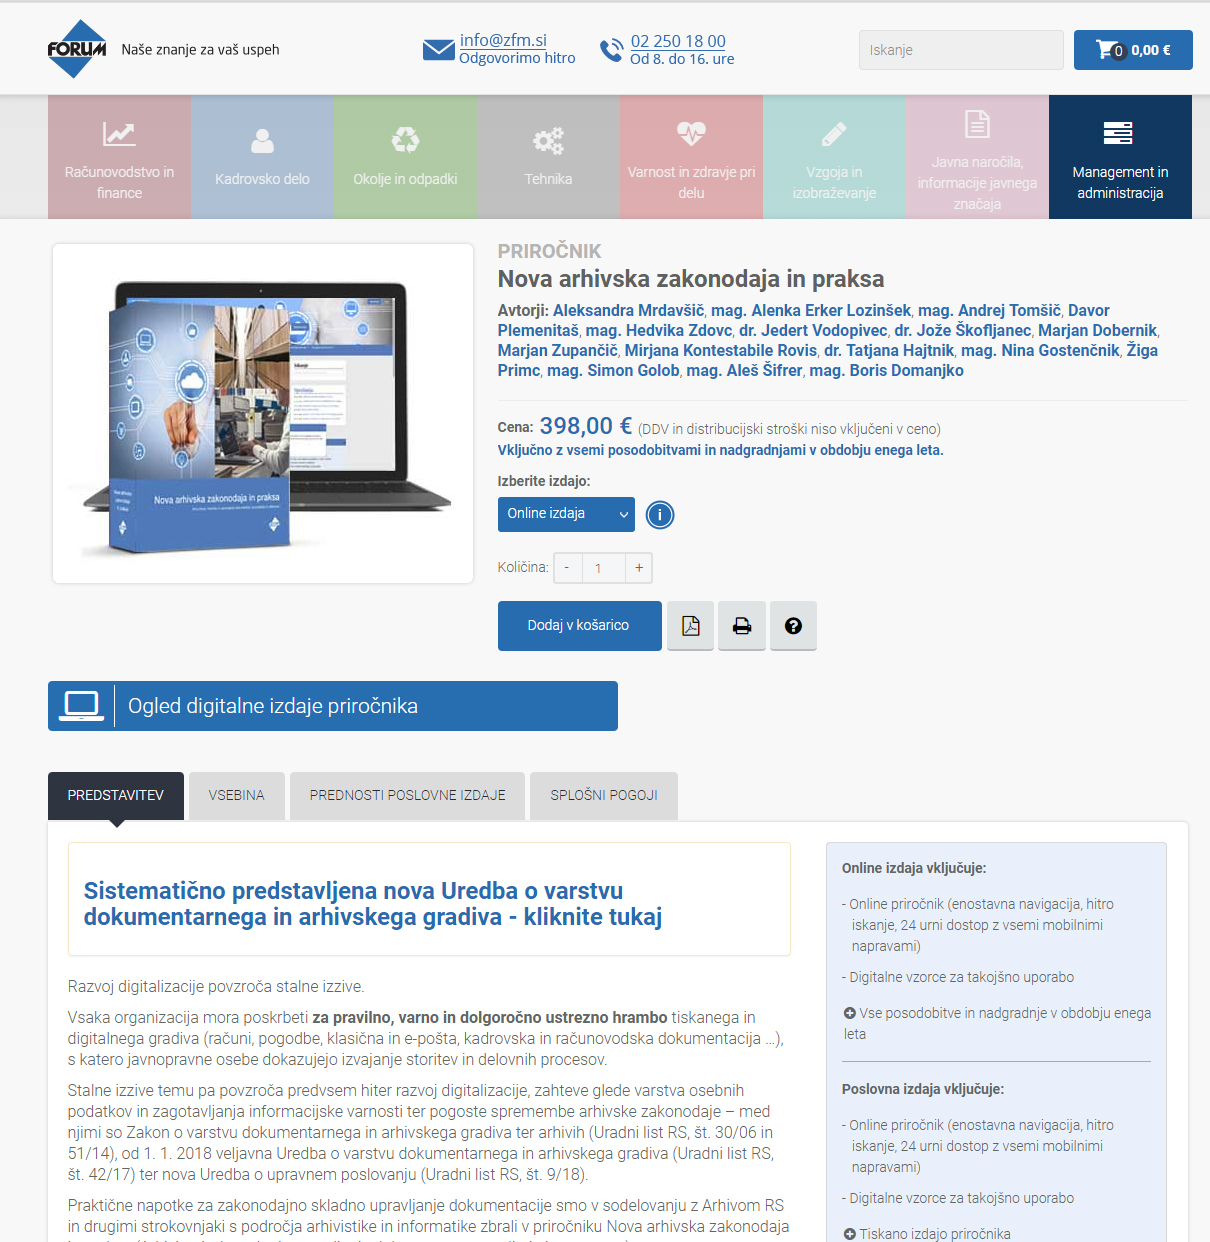 FORUM
Naše znanje za vaš uspeh
info@zfm.si
Odgovorimo hitro
02 250 18 00
Od 8. do 16. ure
Iskanje
0
0,00 €
Računovodstvo in
finance
Kadrovsko delo
Okolje in odpadki
Tehnika
Varnost in zdravje pri
delu
Vzgoja in
izobraževanje
Javna naročila,
informacije javnega
značaja
Management in
administracija
PRIROČNIK
Nova arhivska zakonodaja in praksa
Avtorji: Aleksandra Mrdavšič, mag. Alenka Erker Lozinšek, mag. Andrej Tomšič, Davor
Plemenitaš, mag. Hedvika Zdovc, dr. Jedert Vodopivec, dr. Jože Škofljanec, Marjan Dobernik,
Marjan Zupančič, Mirjana Kontestabile Rovis, dr. Tatjana Hajtnik, mag. Nina Gostenčnik, Žiga
Primc, mag. Simon Golob, mag. Aleš Šifrer, mag. Boris Domanjko
Nova arhivska zakonodaja in praksa
Cena: 398,00 € (DDV in distribucijski stroški niso vključeni v ceno)
Vključno z vsemi posodobitvami in nadgradnjami v obdobju enega leta.
Izberite izdajo:
Online izdaja
i
Količina: - 1 +
Dodaj v košarico
Ogled digitalne izdaje priročnika
PREDSTAVITEV
VSEBINA
PREDNOSTI POSLOVNE IZDAJE
SPLOŠNI POGOJI
Sistematično predstavljena nova Uredba o varstvu
dokumentarnega in arhivskega gradiva - kliknite tukaj
Razvoj digitalizacije povzroča stalne izzive.
Vsaka organizacija mora poskrbeti za pravilno, varno in dolgoročno ustrezno hrambo tiskanega in
digitalnega gradiva (računi, pogodbe, klasična in e-pošta, kadrovska in računovodska dokumentacija ...),
s katero javnopravne osebe dokazujejo izvajanje storitev in delovnih procesov.
Stalne izzive temu pa povzroča predvsem hiter razvoj digitalizacije, zahteve glede varstva osebnih
podatkov in zagotavljanja informacijske varnosti ter pogoste spremembe arhivske zakonodaje – med
njimi so Zakon o varstvu dokumentarnega in arhivskega gradiva ter arhivih (Uradni list RS, št. 30/06 in
51/14), od 1. 1. 2018 veljavna Uredba o varstvu dokumentarnega in arhivskega gradiva (Uradni list RS,
št. 42/17) ter nova Uredba o upravnem poslovanju (Uradni list RS, št. 9/18).
Praktične napotke za zakonodajno skladno upravljanje dokumentacije smo v sodelovanju z Arhivom RS
in drugimi strokovnjaki s področja arhivistike in informatike zbrali v priročniku Nova arhivska zakonodaja
Online izdaja vključuje:
- Online priročnik (enostavna navigacija, hitro
iskanje, 24 urni dostop z vsemi mobilnimi
napravami)
- Digitalne vzorce za takojšno uporabo
Vse posodobitve in nadgradnje v obdobju enega
leta
Poslovna izdaja vključuje:
- Online priročnik (enostavna navigacija, hitro
iskanje, 24 urni dostop z vsemi mobilnimi
napravami)
- Digitalne vzorce za takojšno uporabo
Tiskano izdajo priročnika